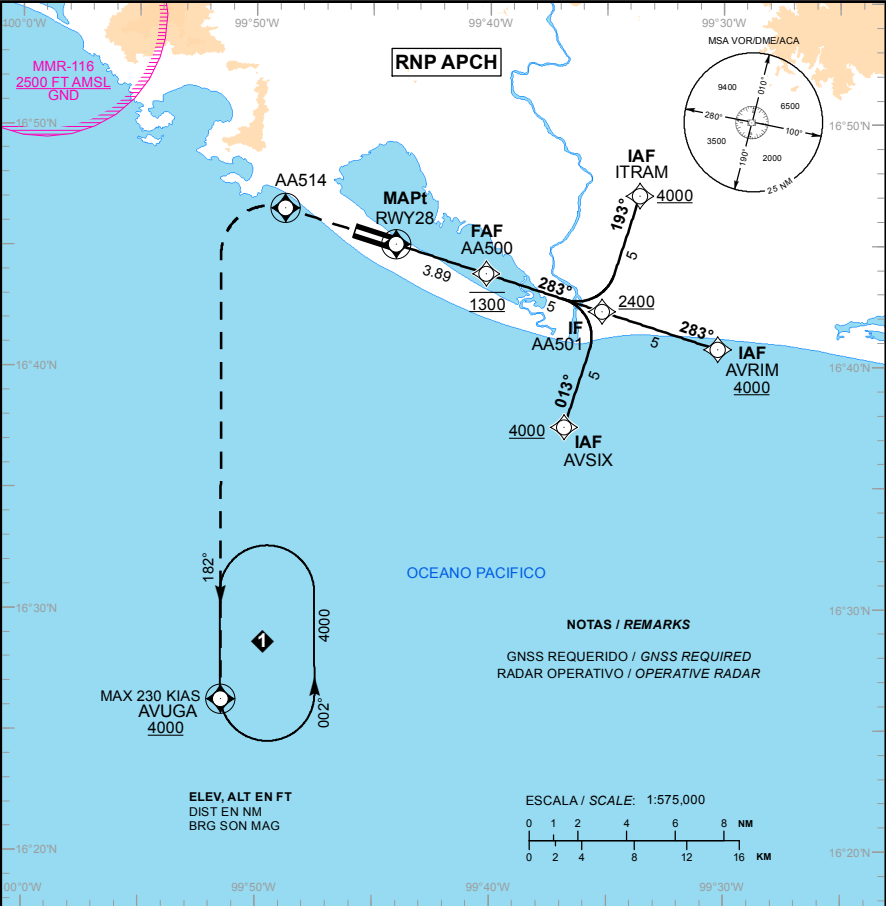 100°0'W
99°50'W
99°40'W
99°30'W
MMR-116
2500 FT AMSL
GND
RNP APCH
MSA VOR/DME/ACA
9400
010°
6500
280°
100°
3500
190°
2000
25 NM
16°50'N
16°50'N
AA514
MAPt
RWY28
IAF
ITRAM
4000
193°
5
FAF
AA500
3.89
1300
283°
5
2400
IF
AA501
283°
5
IAF
AVRIM
4000
16°40'N
16°40'N
013°
5
4000
IAF
AVSIX
182°
OCEANO PACIFICO
16°30'N
16°30'N
1
4000
002°
NOTAS / REMARKS
GNSS REQUERIDO / GNSS REQUIRED
RADAR OPERATIVO / OPERATIVE RADAR
MAX 230 KIAS
AVUGA
4000
ELEV, ALT EN FT
DIST EN NM
BRG SON MAG
ESCALA / SCALE: 1:575,000
0 1 2 4 6 8 NM
0 2 4 8 12 16 KM
16°20'N
16°20'N
00°0'W
99°50'W
99°40'W
99°30'W